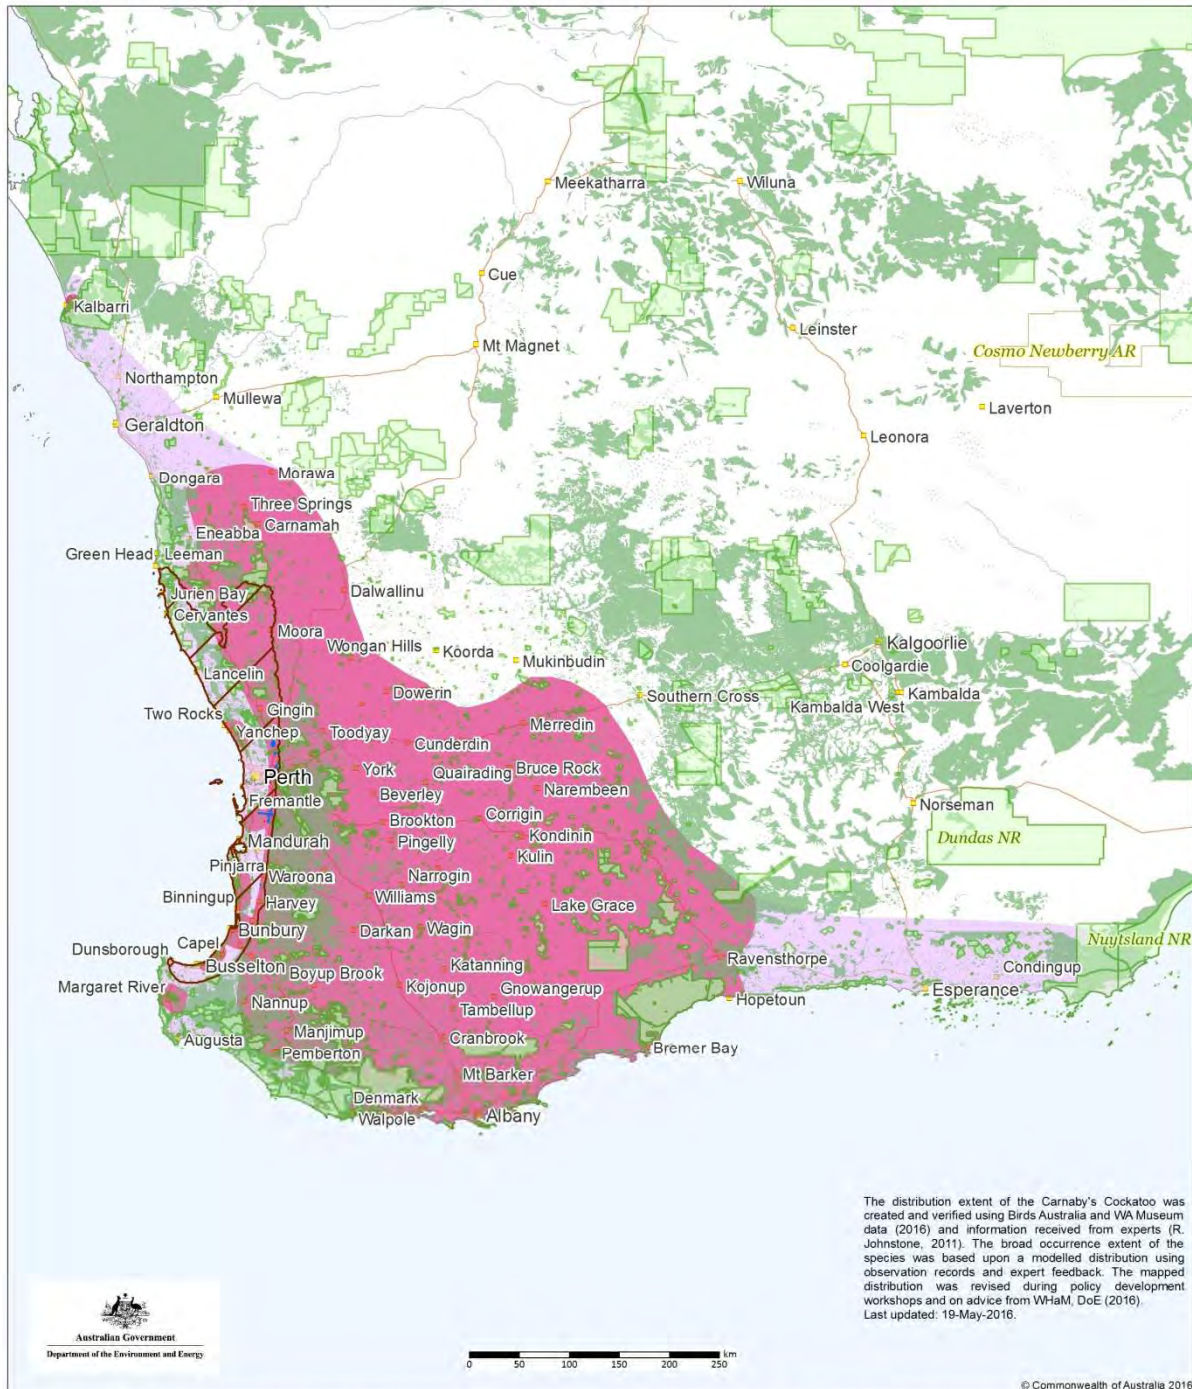 Meekatharra
Wiluna
Cue
Kalbarri
Leinster
Mt Magnet
Cosmo Newberry AR
Northampton
Mullewa
Laverton
Geraldton
Leonora
Dongara
Morawa
Three Springs
Carnamah
Eneabba
Green Head
Leeman
Jurien Bay
Dalwallinu
Cervantes
Moora
Kalgoorlie
Wongan Hills
Koorda
Mukinbudin
Coolgardie
Lancelin
Dowerin
Southern Cross
Kambalda
Kambalda West
Two Rocks
Gingin
Merredin
Yanchep
Toodyay
Cunderdin
Perth
York
Quairading
Bruce Rock
Narembeen
Beverley
Fremantle
Norseman
Corrigin
Brookton
Kondinin
Mandurah
Pingelly
Dundas NR
Kulin
Pinjarra
Waroona
Narrogin
Binningup
Williams
Harvey
Lake Grace
Bunbury
Darkan
Wagin
Capel
Nuytsland NR
Dunsborough
Busselton
Boyup Brook
Katanning
Ravensthorpe
Condingup
Margaret River
Kojonup
Gnowangerup
Esperance
Nannup
Tambellup
Hopetoun
Augusta
Manjimup
Cranbrook
Pemberton
Bremer Bay
Mt Barker
Denmark
Walpole
Albany
The distribution extent of the Carnaby's Cockatoo was
created and verified using Birds Australia and WA Museum
data (2016) and information received from experts (R.
Johnstone, 2011). The broad occurrence extent of the
species was based upon a modelled distribution using
observation records and expert feedback. The mapped
distribution was revised during policy development
workshops and on advice from WHaM, DoE (2016).
Last updated: 19-May-2016.
Australian Government
Department of the Environment and Energy
km
0 50 100 150 200 250
© Commonwealth of Australia 2016